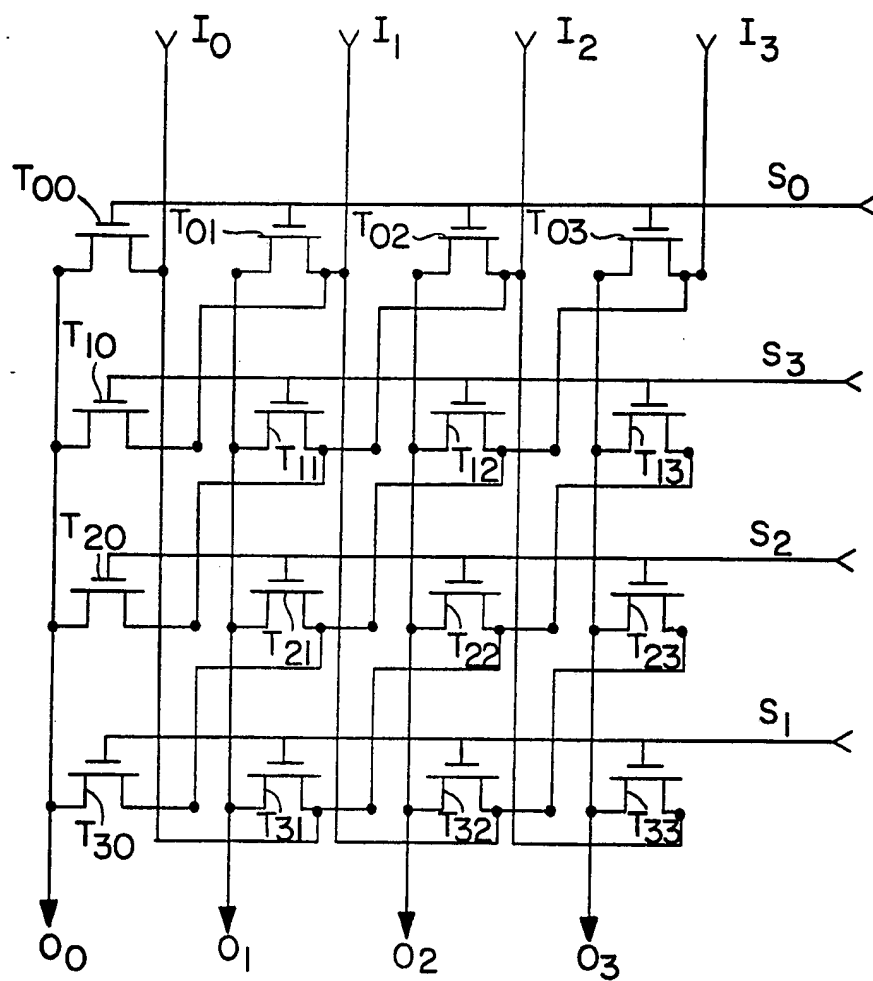 I0 I1 I2 I3
S0
T00 T01 T02 T03
S3
T10
T11 T12 T13
S2
T20
T21 T22 T23
S1
T30 T31 T32 T33
O0 O1 O2 O3